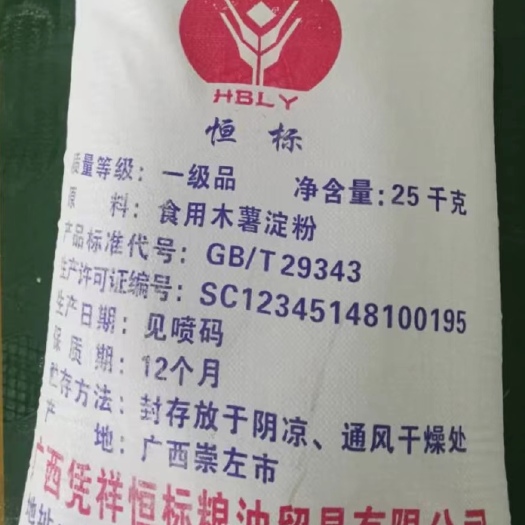 HBLY
恒标
质量等级：一级品 净含量：25千克
原 料：食用木薯淀粉
产品标准代号：GB/T29343
生产许可证编号：SC12345148100195
生产日期：见喷码
保质期：12个月
贮存方法：封存放于阴凉、通风干燥处
产 地：广西崇左市
广西凭祥恒标粮油贸易有限公司
地址